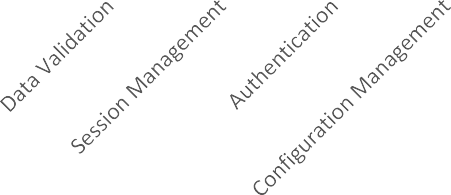 Data Validation
Session Management
Authentication
Configuration Management